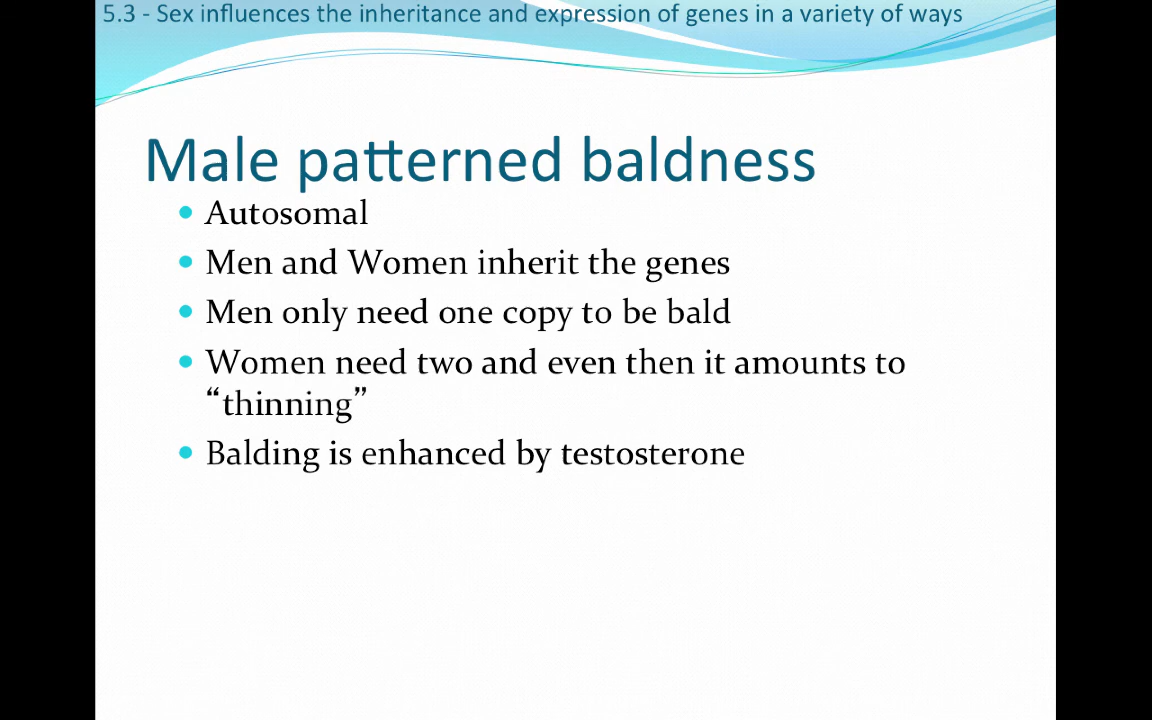 5.3 - Sex influences the inheritance and expression of genes in a variety of ways
Male patterned baldness
• Autosomal
• Men and Women inherit the genes
• Men only need one copy to be bald
• Women need two and even then it amounts to
“thinning”
• Balding is enhanced by testosterone